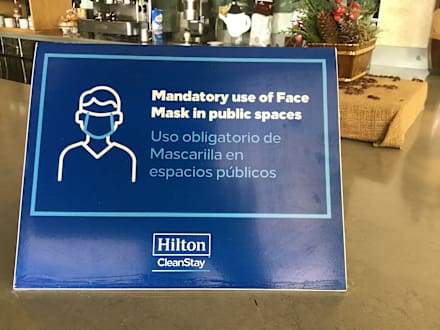 Mandatory use of Face
Mask in public spaces
Uso obligatorio de
Mascarilla en
espacios públicos
Hilton
CleanStay